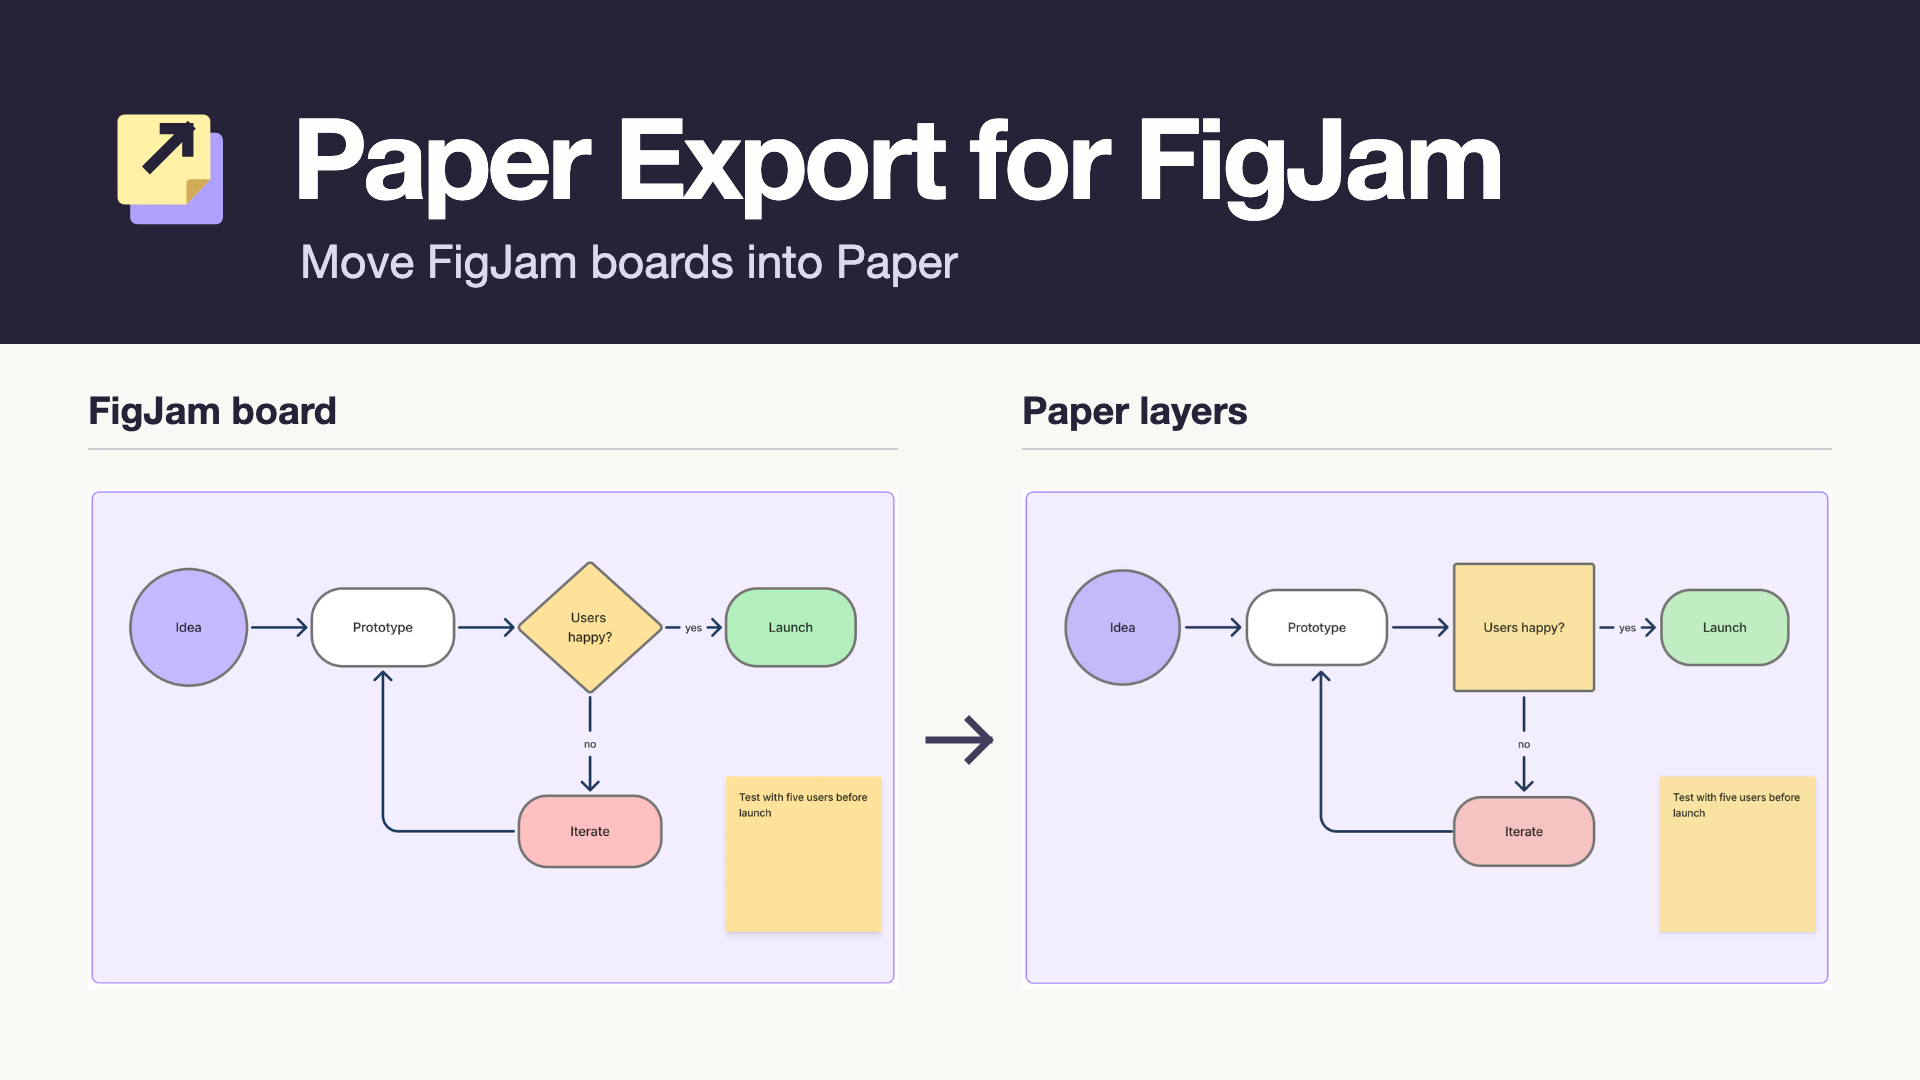 Paper Export for FigJam
Move FigJam boards into Paper
FigJam board
Idea
Prototype
Users
happy?
yes
Launch
no
Iterate
Test with five users before
launch
Paper layers
Idea
Prototype
Users happy?
yes
Launch
no
Iterate
Test with five users before
launch